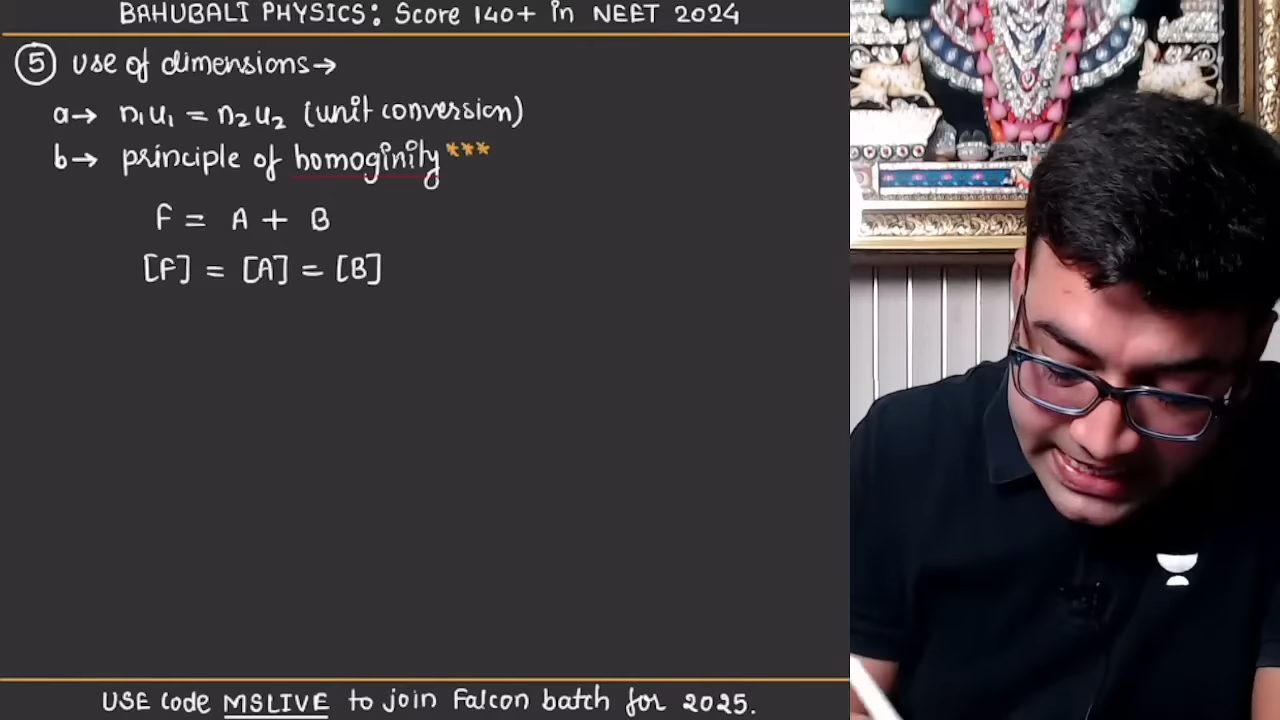 BAHUBALI PHYSICS: Score 140+ in NEET 2024
⑤ use of dimensions→
a→ n₁u₁ = n₂u₂ (unit conversion)
b→ principle of homoginity ***
F = A + B
[F] = [A] = [B]
USE Code MSLIVE to join Falcon batch for 2025.